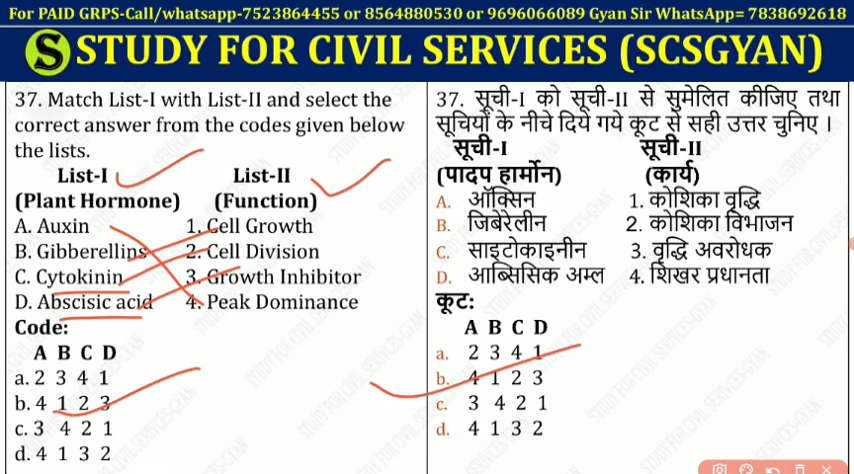 For PAID GRPS-Call/whatsapp-7523864455 or 8564880530 or 9696066089 Gyan Sir WhatsApp= 7838692618
S STUDY FOR CIVIL SERVICES (SCSGYAN)
37. Match List-I with List-II and select the
correct answer from the codes given below
the lists.
List-I List-II
(Plant Hormone) (Function)
A. Auxin 1. Cell Growth
B. Gibberellins 2. Cell Division
C. Cytokinin 3. Growth Inhibitor
D. Abscisic acid 4. Peak Dominance
Code:
A B C D
a. 2 3 4 1
b. 4 1 2 3
c. 3 4 2 1
d. 4 1 3 2
37. सूची-I को सूची-II से सुमेलित कीजिए तथा
सूचियों के नीचे दिये गये कूट से सही उत्तर चुनिए ।
सूची-I सूची-II
(पादप हार्मोन) (कार्य)
A. ऑक्सिन 1. कोशिका वृद्धि
B. जिबेरेलीन 2. कोशिका विभाजन
C. साइटोकाइनीन 3. वृद्धि अवरोधक
D. आब्सिसिक अम्ल 4. शिखर प्रधानता
कूट:
A B C D
a. 2 3 4 1
b. 4 1 2 3
c. 3 4 2 1
d. 4 1 3 2